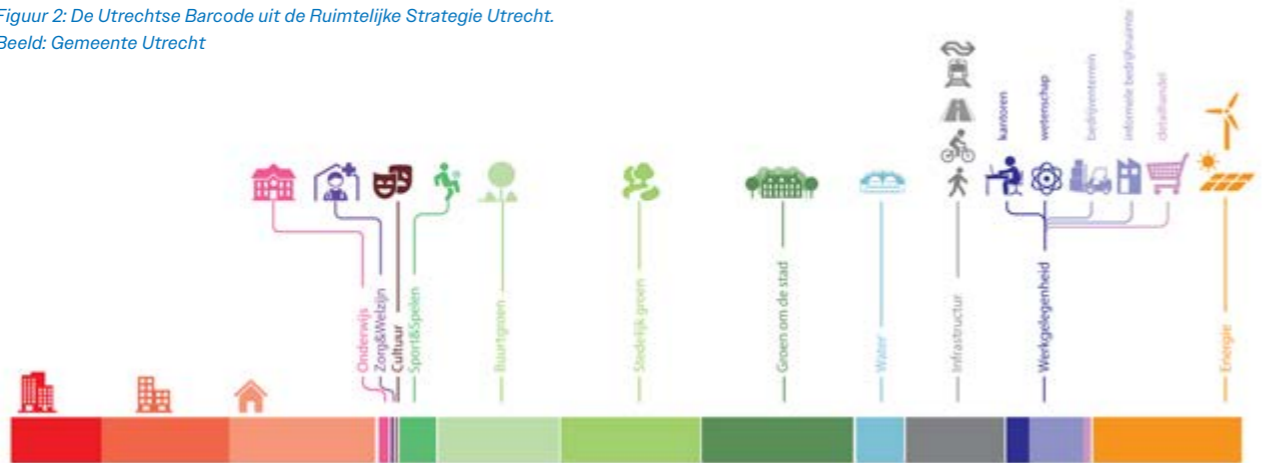 Figuur 2: De Utrechtse Barcode uit de Ruimtelijke Strategie Utrecht.
Beeld: Gemeente Utrecht
kantoren
wetenschap
bedrijventerrein
informele bedrijfsruimte
detailhandel
Onderwijs
Zorg&Welzijn
Cultuur
Sport&Spelen
Buurtgroen
Stedelijk groen
Groen om de stad
Water
Infrastructur
Werkgelegenheid
Energie